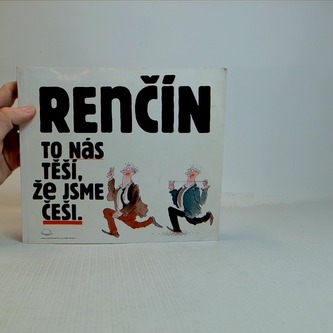 RENČÍN
TO NÁS
TĚŠÍ,
ŽE JSME
ČEŠI.